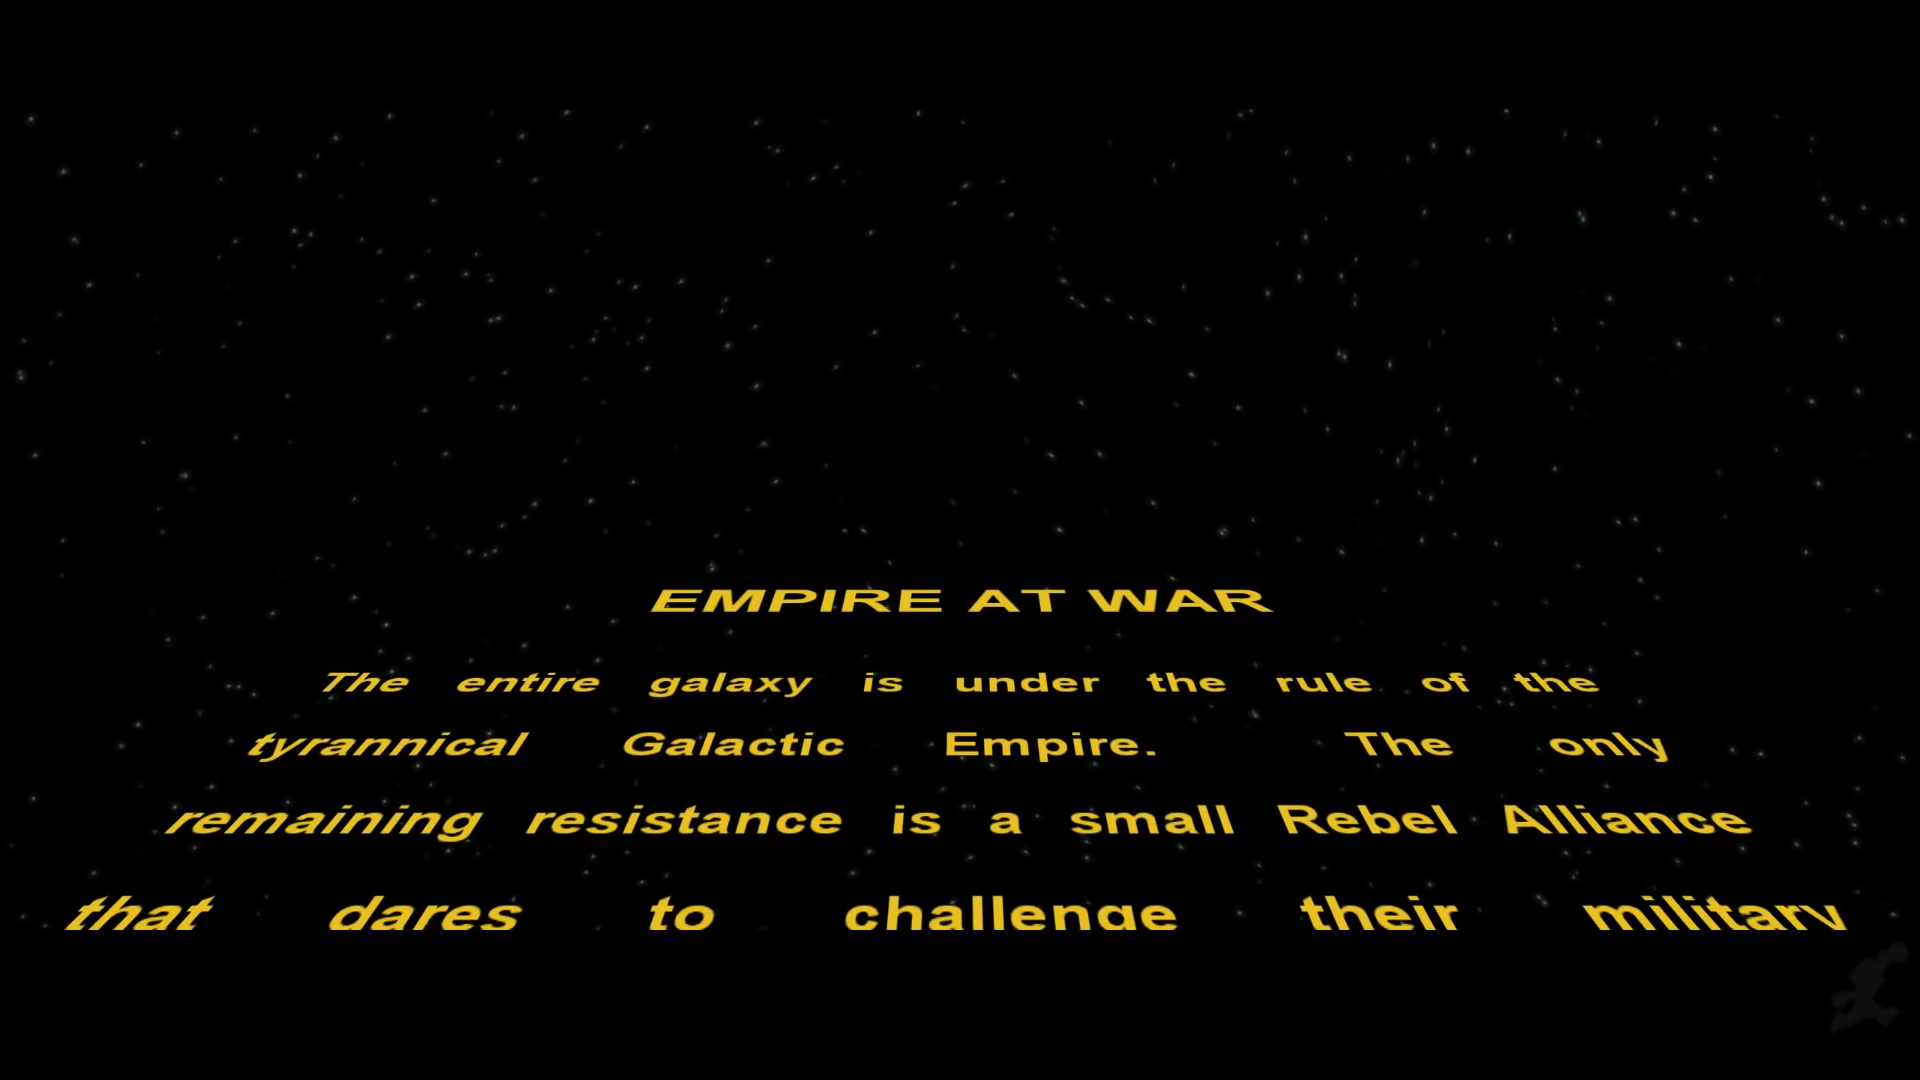 EMPIRE AT WAR
The entire galaxy is under the rule of the
tyrannical Galactic Empire. The only
remaining resistance is a small Rebel Alliance
that dares to challenge their military